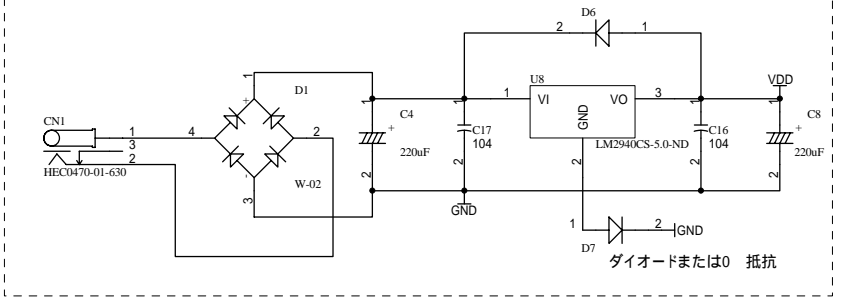 D6
2 1
U8
VDD
1 VI VO 3
GND
LM2940CS-5.0-ND
1
+
D1
C4
220uF
1
2
1
C17
104
2
1
C16
104
2
1
+
C8
220uF
2
CN1
1
3
2
HEC0470-01-630
4
2
-
W-02
3
GND
2
1 2 GND
D7
ダイオードまたは0 抵抗